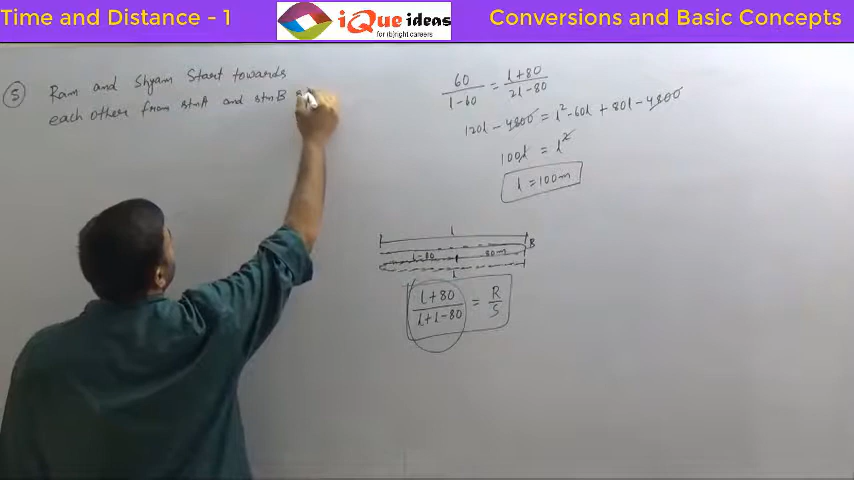 Time and Distance - 1
iQue ideas
for (b)right careers
Conversions and Basic Concepts
5 Ram and Shyam Start towards
each other from stnA and stnB
60/l-60 = l+80/2l-80
120l - 4800 = l²-60l + 80l - 4800
100l = l²
l = 100m
l
B
l-80 80m
l
l+80/l+l-80 = R/S